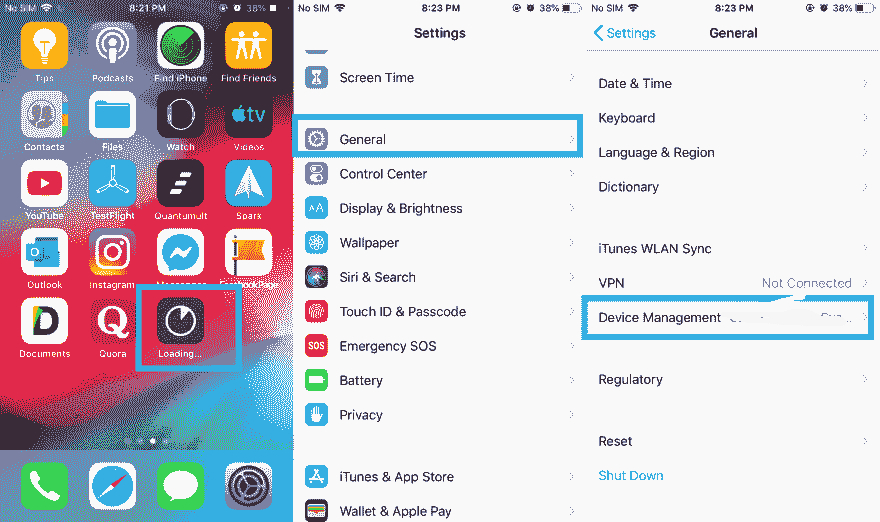 No SIM 8:21 PM 38%
Tips Podcasts Find iPhone Find Friends
Contacts Files Watch Videos
YouTube TestFlight Quantumult Spark
Outlook Instagram Messenger FacebookPage
Documents Quora Loading...
No SIM 8:23 PM 38%
Settings
Screen Time
General
Control Center
AA Display & Brightness
Wallpaper
Siri & Search
Touch ID & Passcode
SOS Emergency SOS
Battery
Privacy
iTunes & App Store
Wallet & Apple Pay
No SIM 8:23 PM 38%
Settings General
Date & Time
Keyboard
Language & Region
Dictionary
iTunes WLAN Sync
VPN Not Connected
Device Management
Regulatory
Reset
Shut Down